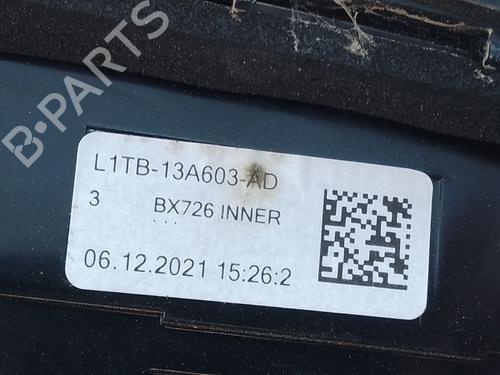 B-PARTS
L1TB-13A603-AD
3 BX726 INNER
06.12.2021 15:26:2